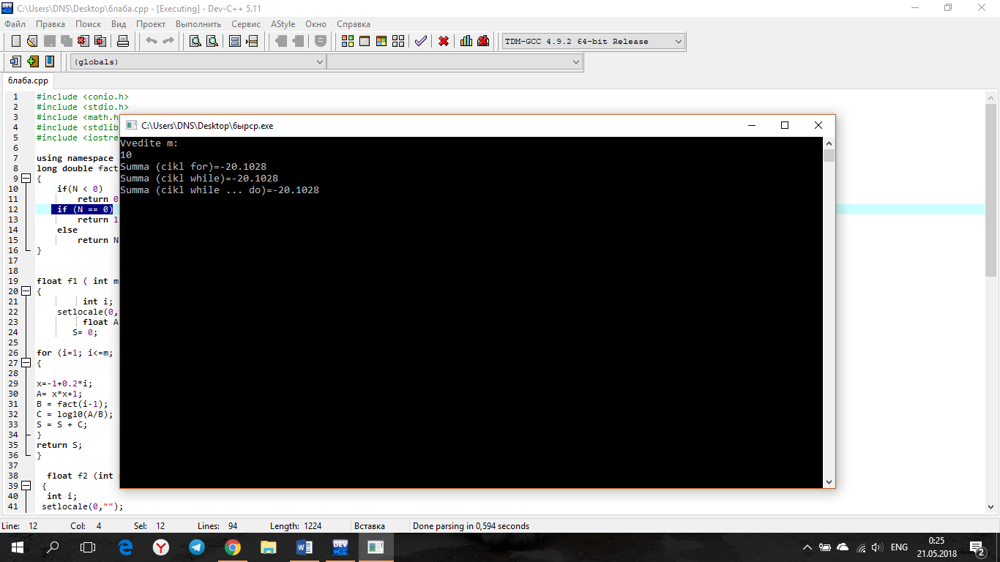 C:\Users\DNS\Desktop\6лаба.cpp - [Executing] - Dev-C++ 5.11
Файл Правка Поиск Вид Проект Выполнить Сервис AStyle Окно Справка
TDM-GCC 4.9.2 64-bit Release
(globals)
6лаба.cpp
1 #include <conio.h>
2 #include <stdio.h>
3 #include <math.h
4 #include <stdlib
5 #include <iostre
6
7 using namespace
8 long double fact
9 {
10 if(N < 0)
11 return 0
12 if (N == 0)
13 return 1
14 else
15 return N
16 }
17
18
19 float f1 ( int m
20 {
21 int i;
22 setlocale(0,
23 float A
24 S= 0;
25
26 for (i=1; i<=m;
27 {
28
29 x=-1+0.2*i;
30 A= x*x+1;
31 B = fact(i-1);
32 C = log10(A/B);
33 S = S + C;
34 }
35 return S;
36 }
37
38 float f2 (int
39 {
40 int i;
41 setlocale(0,"");
C:\Users\DNS\Desktop\бырср.exe
Vvedite m:
10
Summa (cikl for)=-20.1028
Summa (cikl while)=-20.1028
Summa (cikl while ... do)=-20.1028
Line: 12 Col: 4 Sel: 12 Lines: 94 Length: 1224 Вставка Done parsing in 0,594 seconds
DEV
ENG
0:25
21.05.2018
2